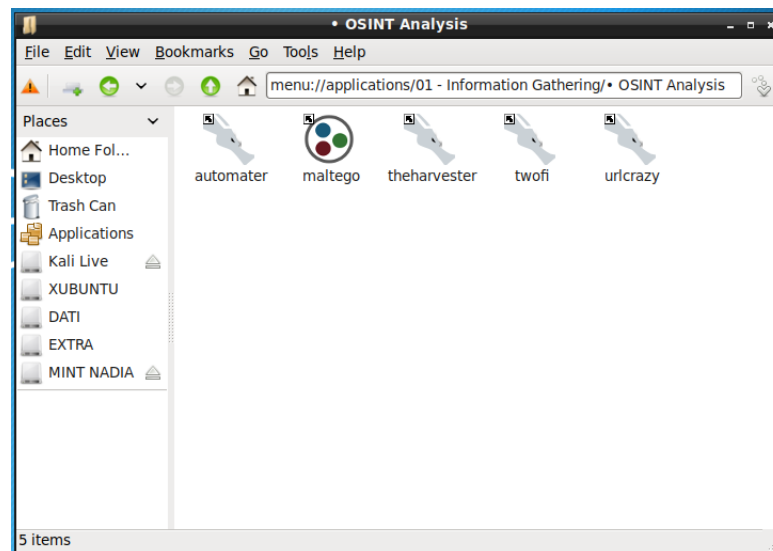 • OSINT Analysis
File Edit View Bookmarks Go Tools Help
menu://applications/01 - Information Gathering/• OSINT Analysis
Places
Home Fol...
Desktop
Trash Can
Applications
Kali Live
XUBUNTU
DATI
EXTRA
MINT NADIA
automater maltego theharvester twofi urlcrazy
5 items